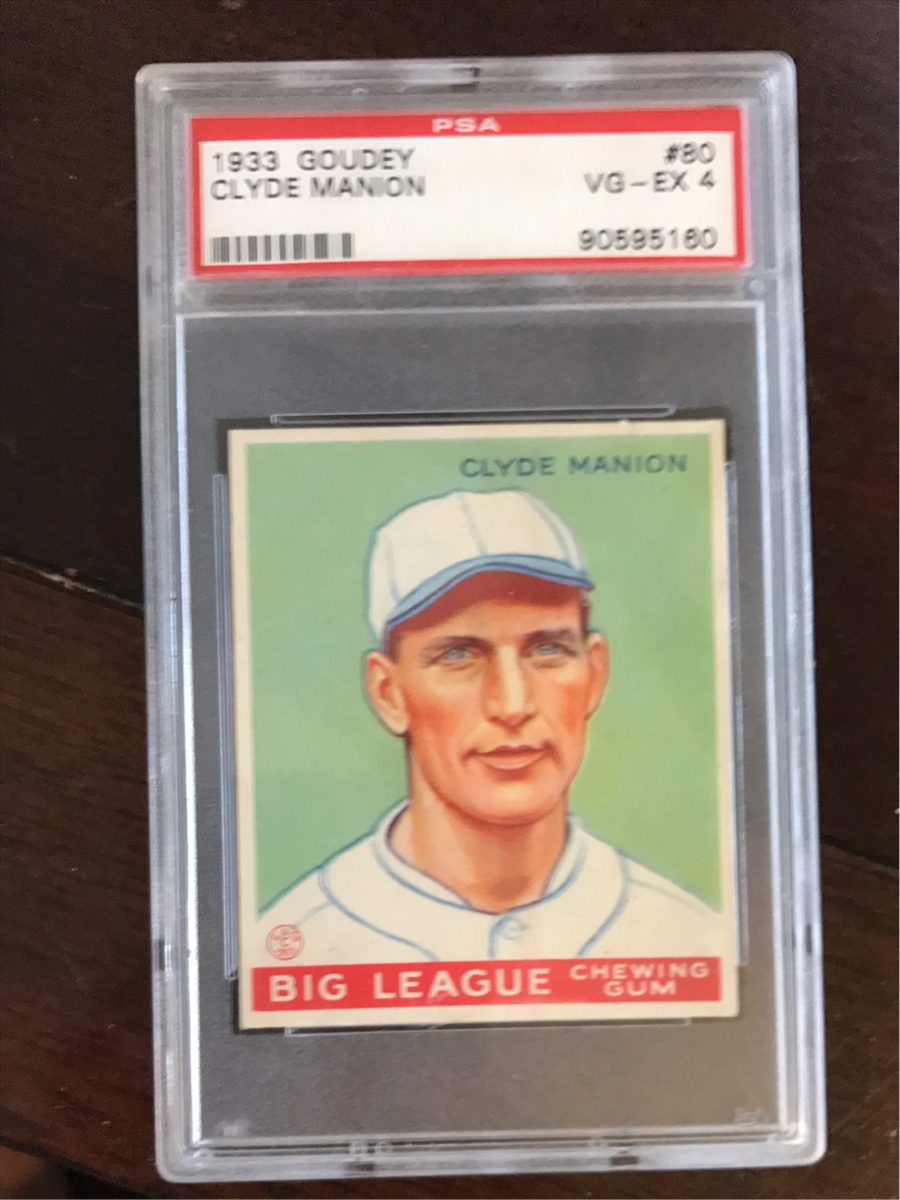 PSA
1933 GOUDEY #80
CLYDE MANION VG-EX 4
90595160
CLYDE MANION
BIG LEAGUE CHEWING GUM